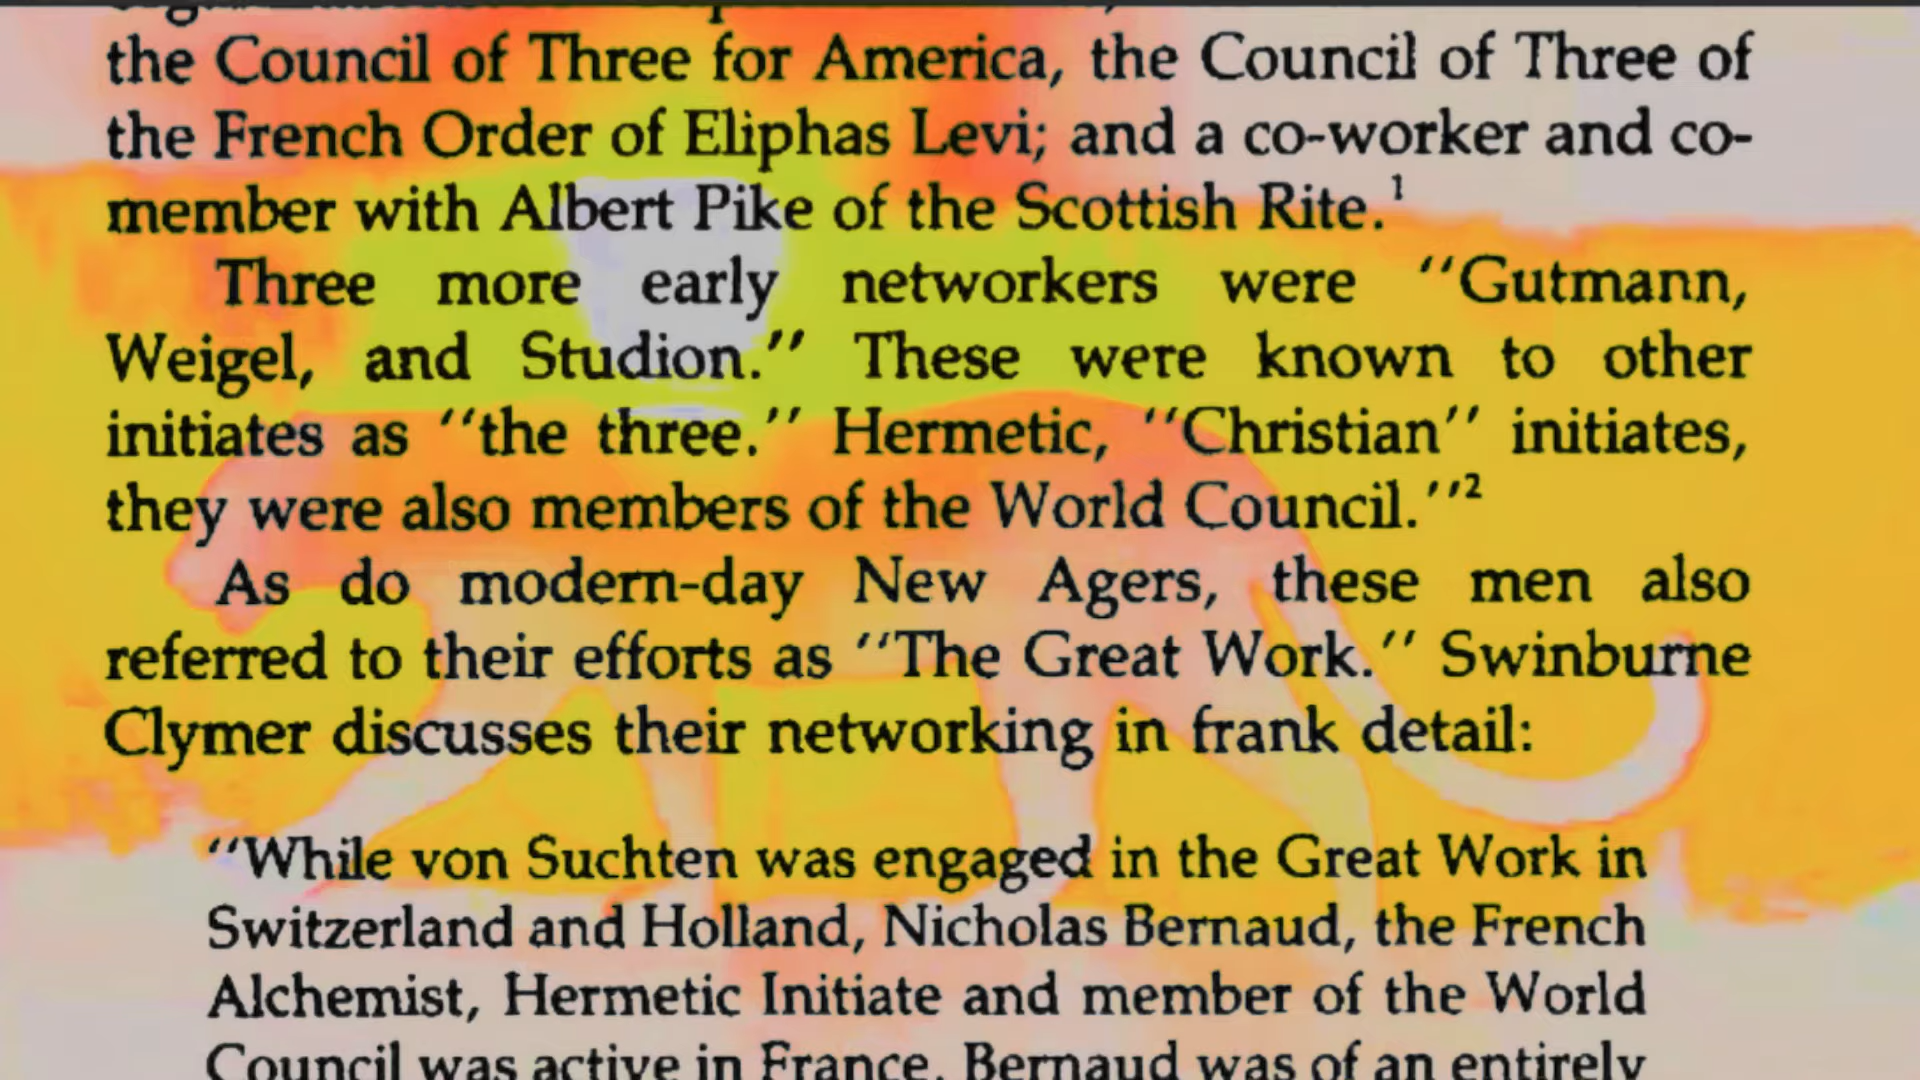 the Council of Three for America, the Council of Three of
the French Order of Eliphas Levi; and a co-worker and co-
member with Albert Pike of the Scottish Rite.1
Three more early networkers were ‘‘Gutmann,
Weigel, and Studion.’’ These were known to other
initiates as ‘‘the three.’’ Hermetic, ‘‘Christian’’ initiates,
they were also members of the World Council.’’2
As do modern-day New Agers, these men also
referred to their efforts as ‘‘The Great Work.’’ Swinburne
Clymer discusses their networking in frank detail:
‘‘While von Suchten was engaged in the Great Work in
Switzerland and Holland, Nicholas Bernaud, the French
Alchemist, Hermetic Initiate and member of the World
Council was active in France. Bernaud was of an entirely